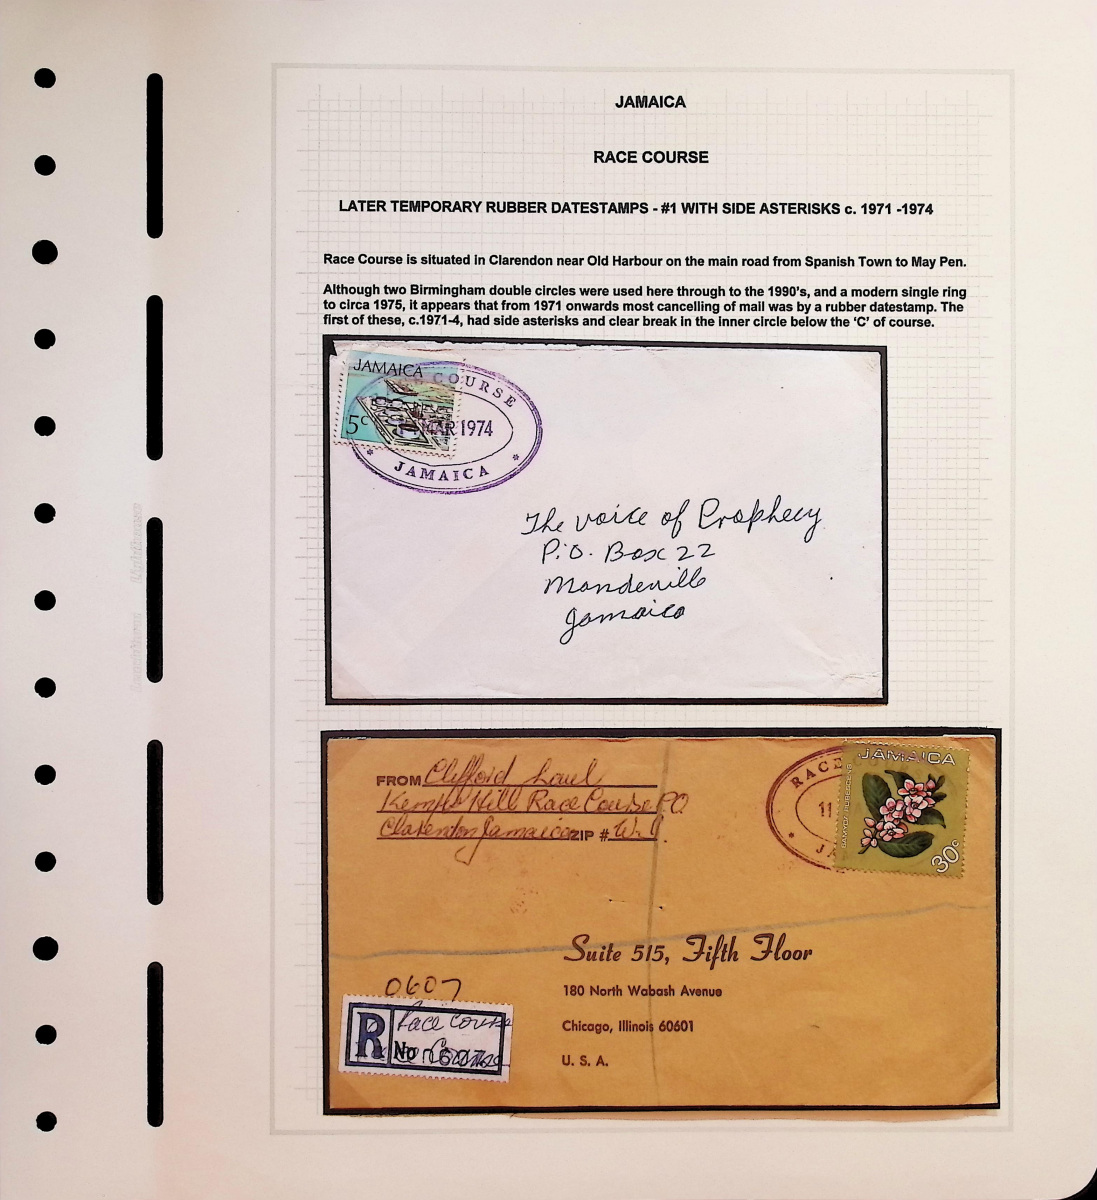 JAMAICA
RACE COURSE
LATER TEMPORARY RUBBER DATESTAMPS - #1 WITH SIDE ASTERISKS c. 1971 -1974
Race Course is situated in Clarendon near Old Harbour on the main road from Spanish Town to May Pen.
Although two Birmingham double circles were used here through to the 1990's, and a modern single ring
to circa 1975, it appears that from 1971 onwards most cancelling of mail was by a rubber datestamp. The
first of these, c.1971-4, had side asterisks and clear break in the inner circle below the 'C' of course.
JAMAICA
5c
COURSE
MAR 1974
* JAMAICA *
The voice of Prophecy
P.O. Box 22
Mandeville
Jamaica
FROM Clifford
Kemps Hill Race Course P.O
Clarendon Jamaica ZIP # W.I
RACE
11
* JA
JAMAICA
30c
Suite 515, Fifth Floor
180 North Wabash Avenue
Chicago, Illinois 60601
U. S. A.
0607
R
Race Course
No